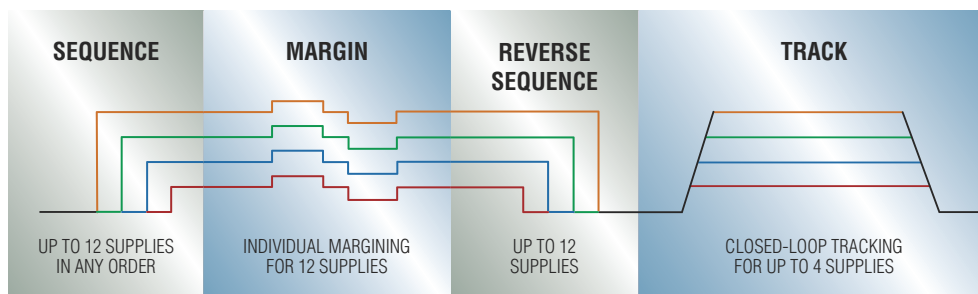 SEQUENCE
UP TO 12 SUPPLIES
IN ANY ORDER
MARGIN
INDIVIDUAL MARGINING
FOR 12 SUPPLIES
REVERSE
SEQUENCE
UP TO 12
SUPPLIES
TRACK
CLOSED-LOOP TRACKING
FOR UP TO 4 SUPPLIES